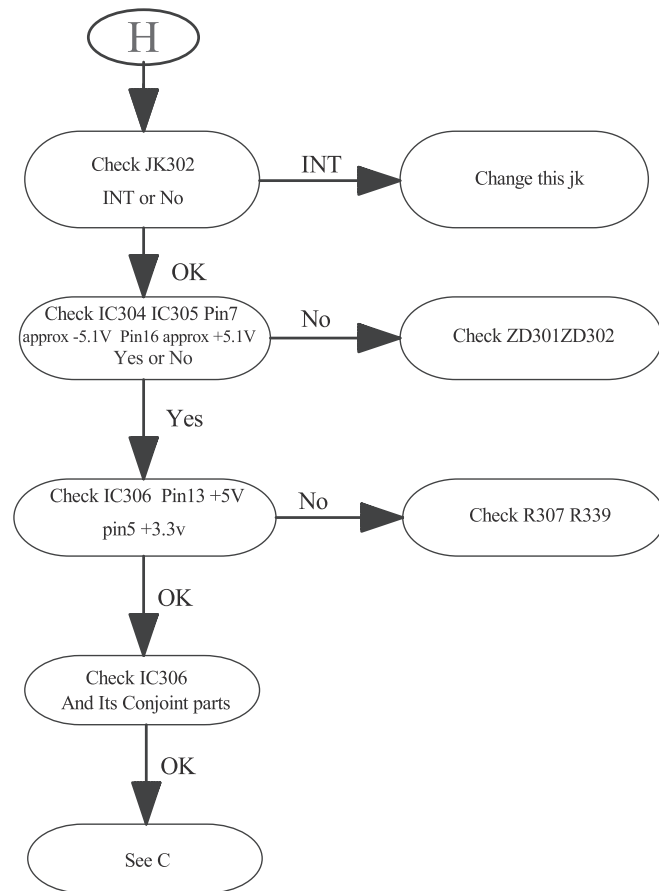 H
Check JK302
INT or No
INT
Change this jk
OK
Check IC304 IC305 Pin7
approx -5.1V Pin16 approx +5.1V
Yes or No
No
Check ZD301ZD302
Yes
Check IC306 Pin13 +5V
pin5 +3.3v
No
Check R307 R339
OK
Check IC306
And Its Conjoint parts
OK
See C